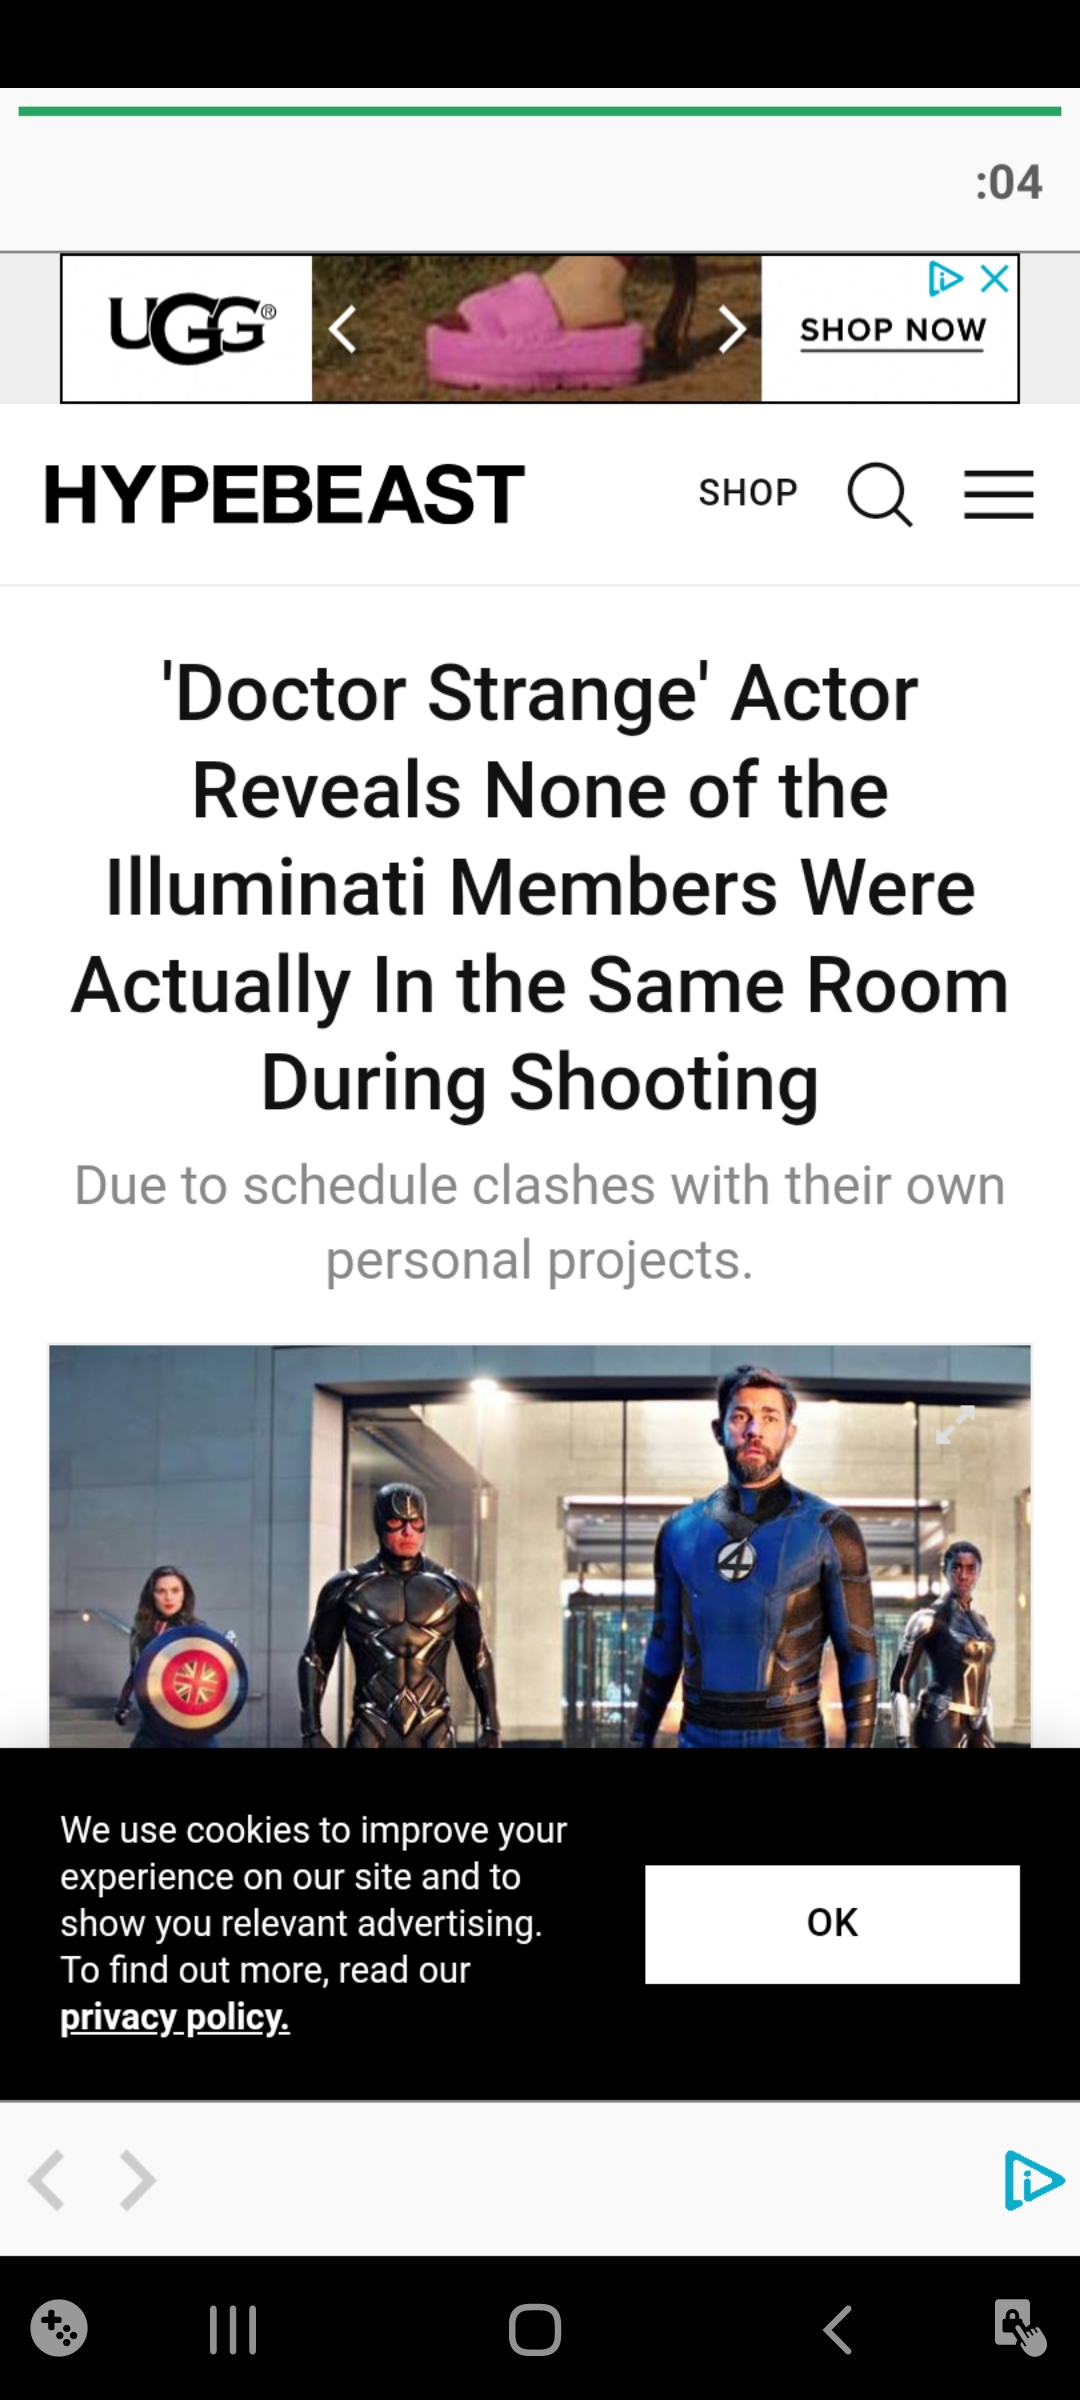 :04
UGG®
SHOP NOW
HYPEBEAST
SHOP
'Doctor Strange' Actor
Reveals None of the
Illuminati Members Were
Actually In the Same Room
During Shooting
Due to schedule clashes with their own
personal projects.
4
We use cookies to improve your
experience on our site and to
show you relevant advertising.
To find out more, read our
privacy policy.
OK